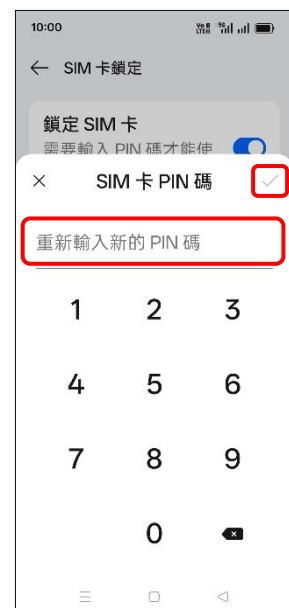 10:00
SIM 卡鎖定
鎖定 SIM 卡
需要輸入 PIN 碼才能使
SIM 卡 PIN 碼
重新輸入新的 PIN 碼
1 2 3
4 5 6
7 8 9
0